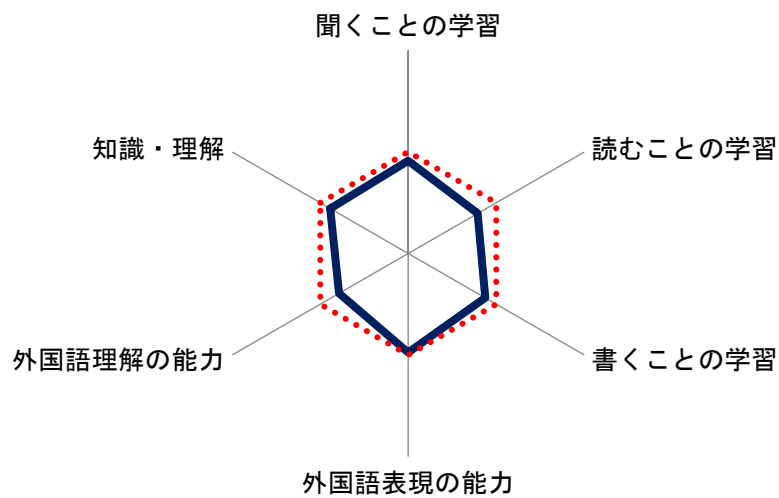 聞くことの学習
知識・理解
読むことの学習
外国語理解の能力
書くことの学習
外国語表現の能力